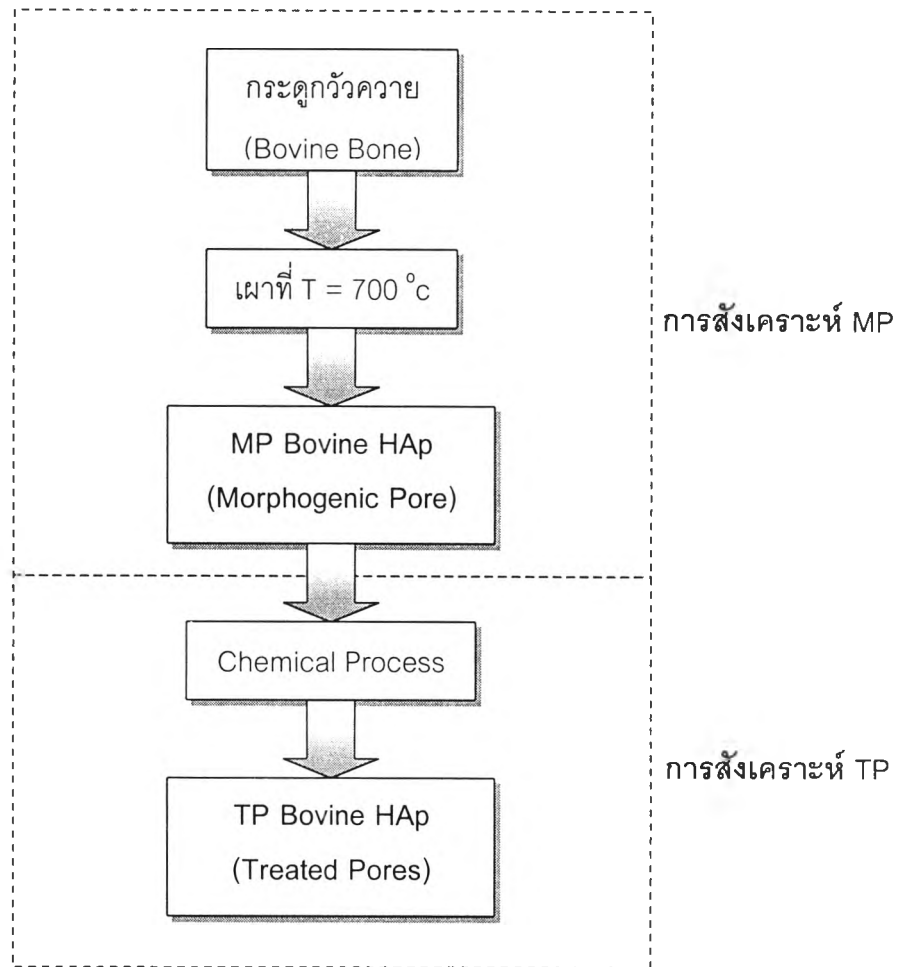 กระดูกวัวควาย
(Bovine Bone)
เผาที่ T = 700 °c
การสังเคราะห์ MP
MP Bovine HAp
(Morphogenic Pore)
Chemical Process
การสังเคราะห์ TP
TP Bovine HAp
(Treated Pores)